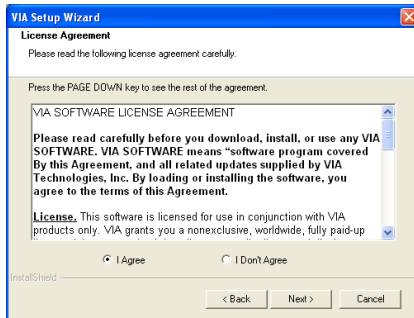 VIA Setup Wizard
License Agreement
Please read the following license agreement carefully.
Press the PAGE DOWN key to see the rest of the agreement.
VIA SOFTWARE LICENSE AGREEMENT
Please read carefully before you download, install, or use any VIA
SOFTWARE. VIA SOFTWARE means "software program covered
By this Agreement, and all related updates supplied by VIA
Technologies, Inc. By loading or installing the software, you
agree to the terms of this Agreement.
License. This software is licensed for use in conjunction with VIA
products only. VIA grants you a nonexclusive, worldwide, fully paid-up
I Agree
I Don't Agree
InstallShield
< Back
Next >
Cancel